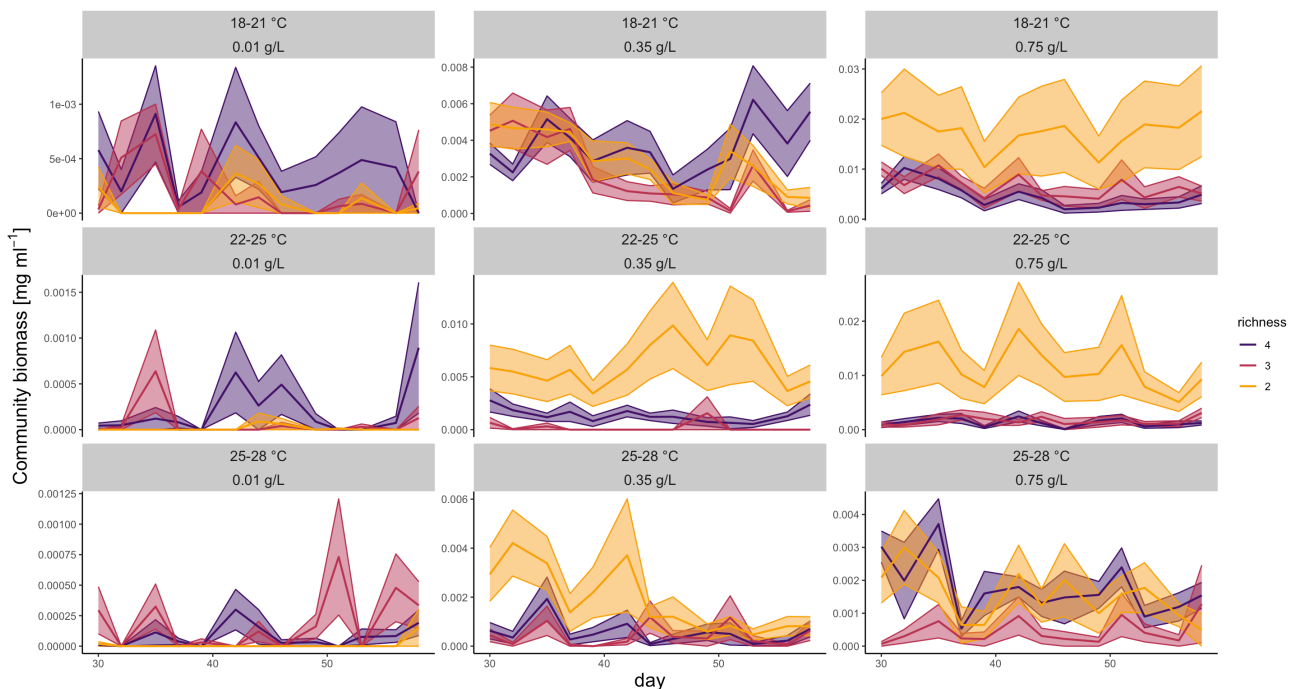 18-21 °C
0.01 g/L
18-21 °C
0.35 g/L
18-21 °C
0.75 g/L
1e-03
5e-04
0e+00
0.008
0.006
0.004
0.002
0.000
0.03
0.02
0.01
0.00
22-25 °C
0.01 g/L
22-25 °C
0.35 g/L
22-25 °C
0.75 g/L
0.0015
0.0010
0.0005
0.0000
0.010
0.005
0.000
0.02
0.01
0.00
25-28 °C
0.01 g/L
25-28 °C
0.35 g/L
25-28 °C
0.75 g/L
0.00125
0.00100
0.00075
0.00050
0.00025
0.00000
0.006
0.004
0.002
0.000
0.004
0.003
0.002
0.001
0.000
30 40 50
30 40 50
30 40 50
day
Community biomass [mg ml⁻¹]
richness
4
3
2